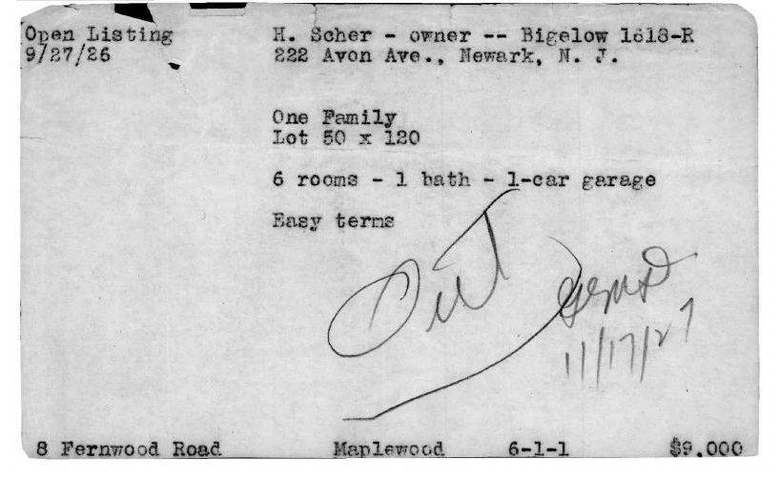 Open Listing
9/27/26
H. Scher - owner -- Bigelow 1618-R
222 Avon Ave., Newark, N. J.
One Family
Lot 50 x 120
6 rooms - 1 bath - 1-car garage
Easy terms
Out
11/17/27
8 Fernwood Road Maplewood 6-1-1 $9,000